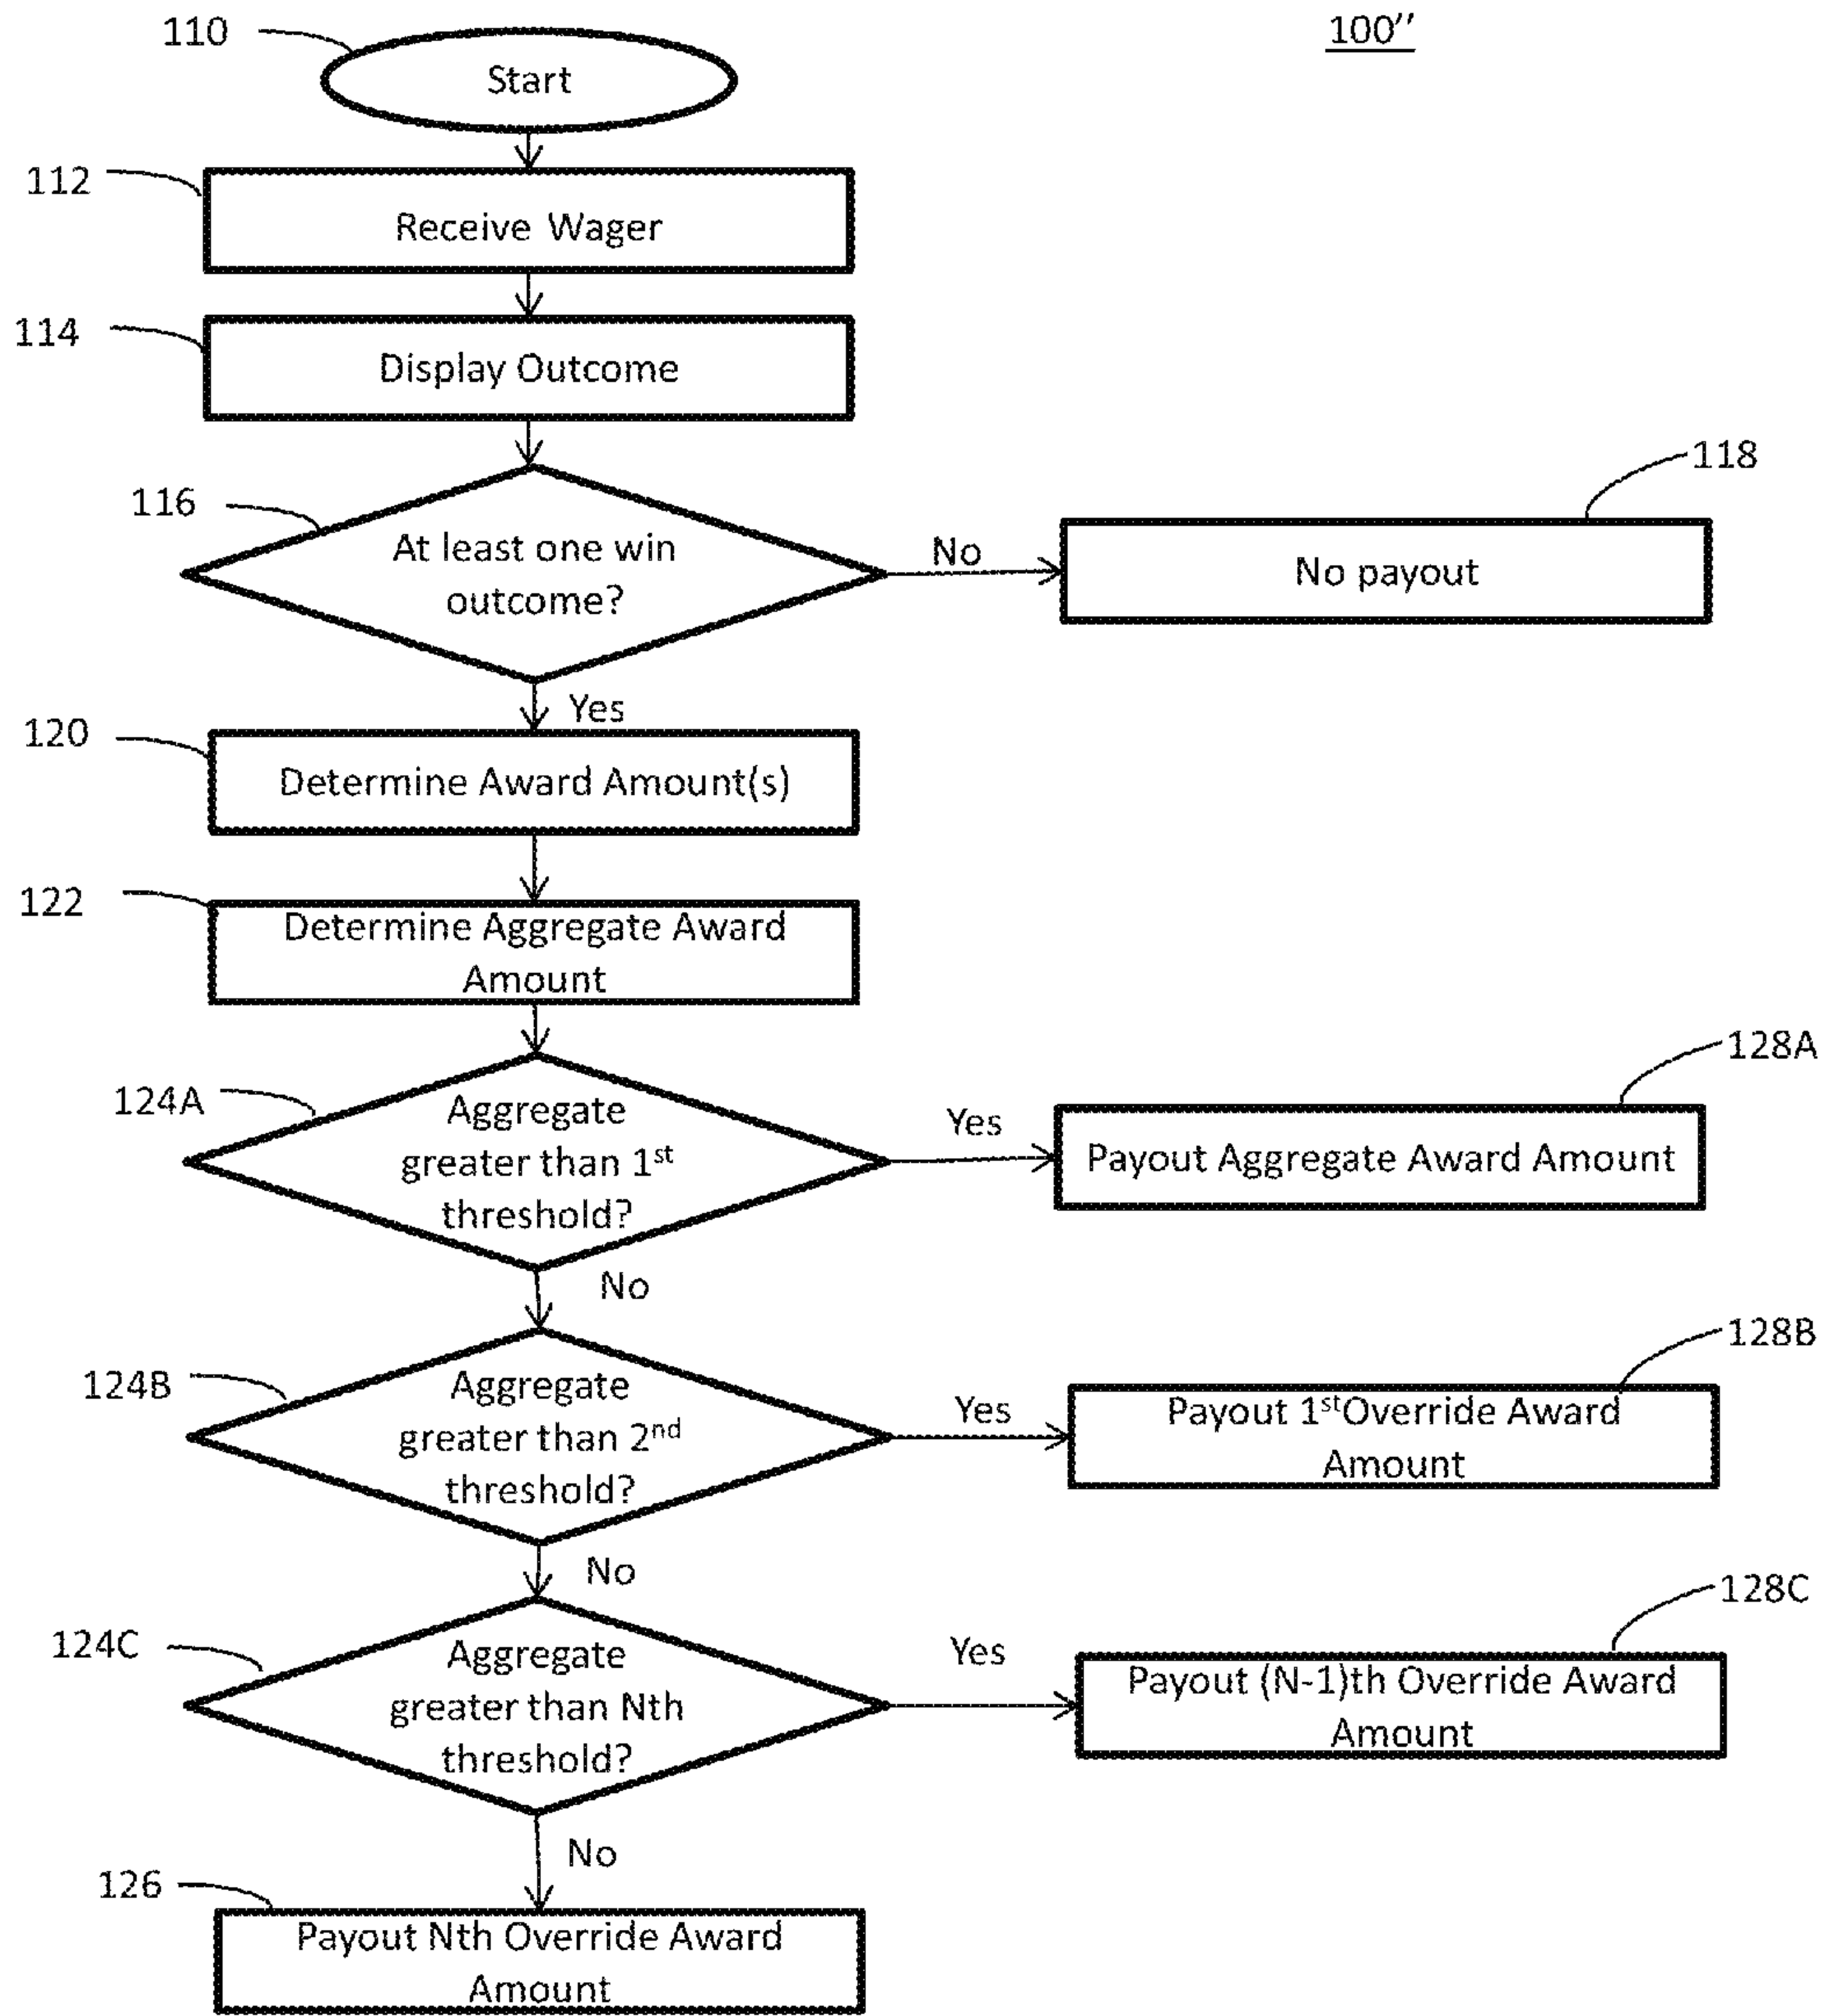 110
100''
Start
112
Receive Wager
114
Display Outcome
118
116
At least one win
outcome?
No
No payout
Yes
120
Determine Award Amount(s)
122
Determine Aggregate Award
Amount
128A
124A
Aggregate
greater than 1st
threshold?
Yes
Payout Aggregate Award Amount
No
128B
124B
Aggregate
greater than 2nd
threshold?
Yes
Payout 1stOverride Award
Amount
No
128C
124C
Aggregate
greater than Nth
threshold?
Yes
Payout (N-1)th Override Award
Amount
No
126
Payout Nth Override Award
Amount